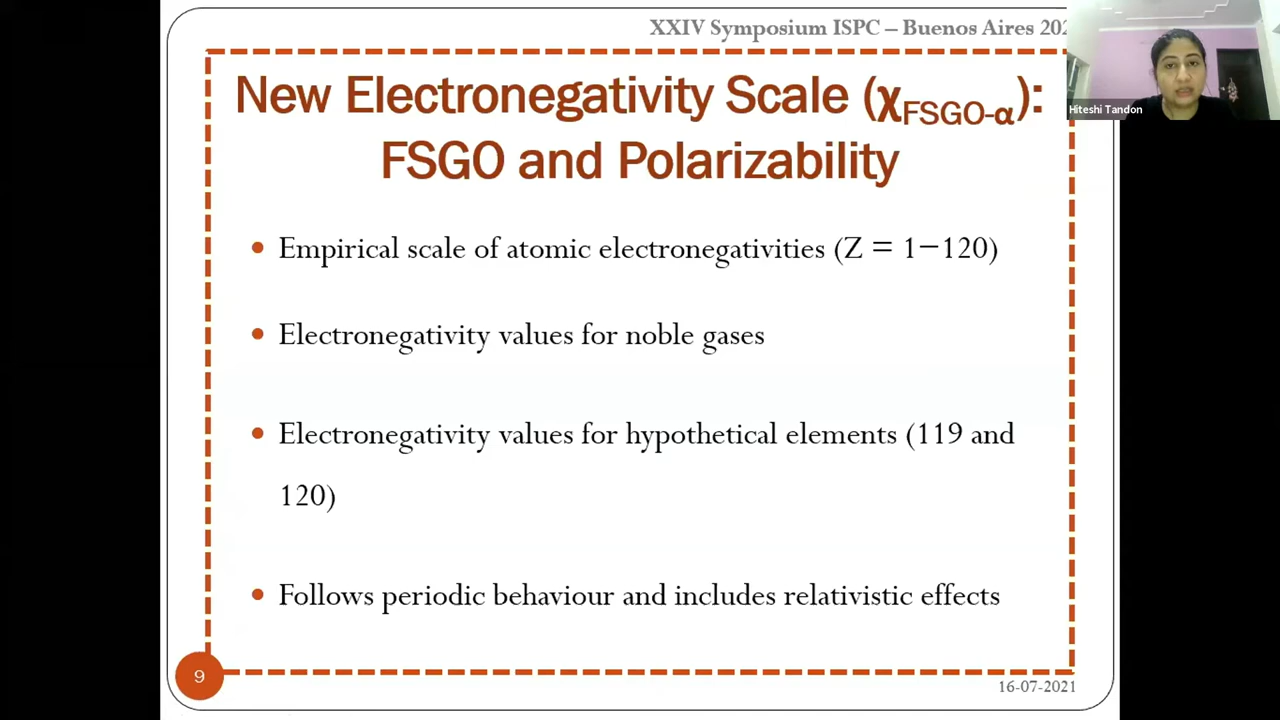 XXIV Symposium ISPC – Buenos Aires
Hiteshi Tandon
New Electronegativity Scale (χFSGO-α):
FSGO and Polarizability
• Empirical scale of atomic electronegativities (Z = 1−120)
• Electronegativity values for noble gases
• Electronegativity values for hypothetical elements (119 and
120)
• Follows periodic behaviour and includes relativistic effects
9
16-07-2021